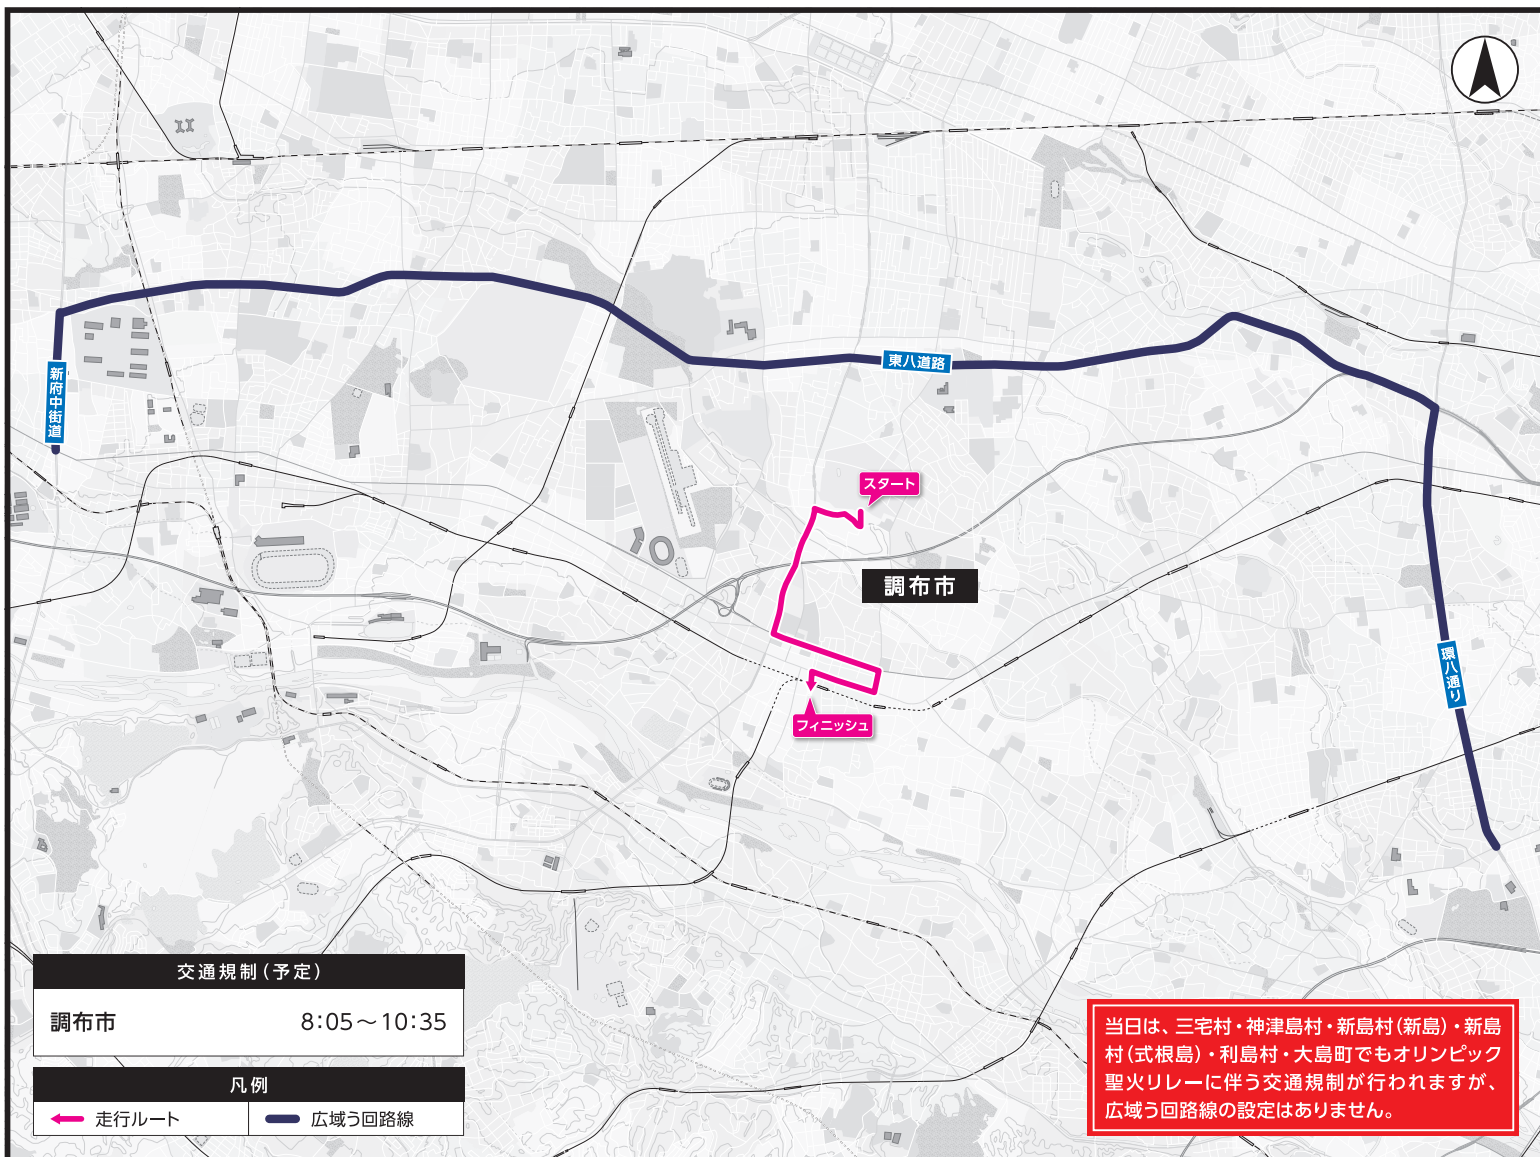 東八道路
新府中街道
スタート
調布市
環八通り
フィニッシュ
交通規制（予定）
調布市 8：05～10：35
凡例
走行ルート 広域う回路線
当日は、三宅村・神津島村・新島村（新島）・新島
村（式根島）・利島村・大島町でもオリンピック
聖火リレーに伴う交通規制が行われますが、
広域う回路線の設定はありません。